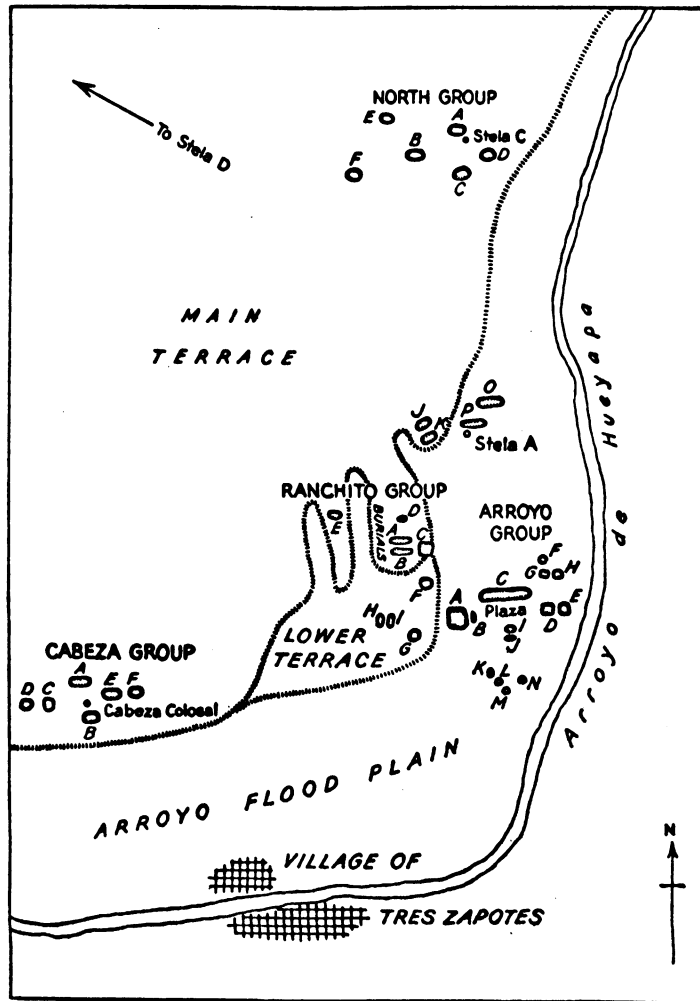 NORTH GROUP
E
A
Stela C
B
D
F
C
To Stela D
MAIN
TERRACE
Arroyo de Hueyapa
O
J
P
K
Stela A
RANCHITO GROUP
D
E
BURIALS
A
C
B
ARROYO
GROUP
F
G
H
F
C
A
Plaza
E
B
I
D
J
H
I
G
LOWER
TERRACE
K
L
N
M
CABEZA GROUP
A
D
C
E
F
Cabeza Colosal
B
ARROYO FLOOD PLAIN
N
VILLAGE OF
TRES ZAPOTES